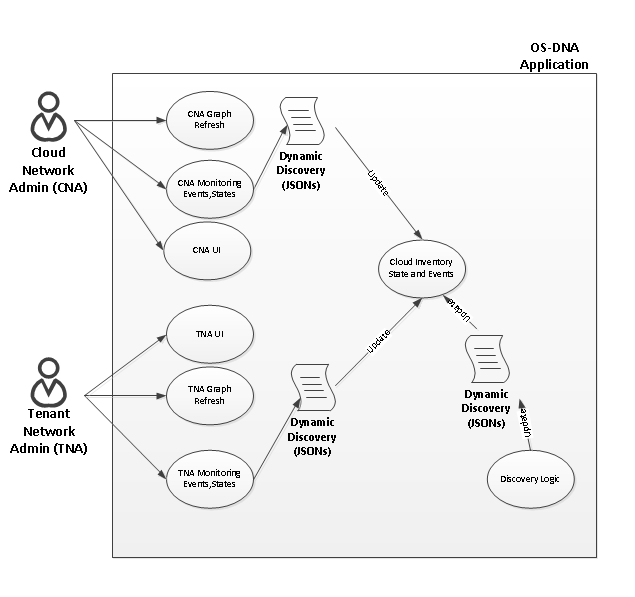 OS-DNA
Application
CNA Graph
Refresh
Cloud
Network
Admin (CNA)
Dynamic
Discovery
(JSONs)
CNA Monitoring
Events,States
Update
CNA UI
Cloud Inventory
State and Events
TNA UI
Update
Update
TNA Graph
Refresh
Tenant
Network
Admin (TNA)
Dynamic
Discovery
(JSONs)
Dynamic
Discovery
(JSONs)
Update
TNA Monitoring
Events,States
Discovery Logic